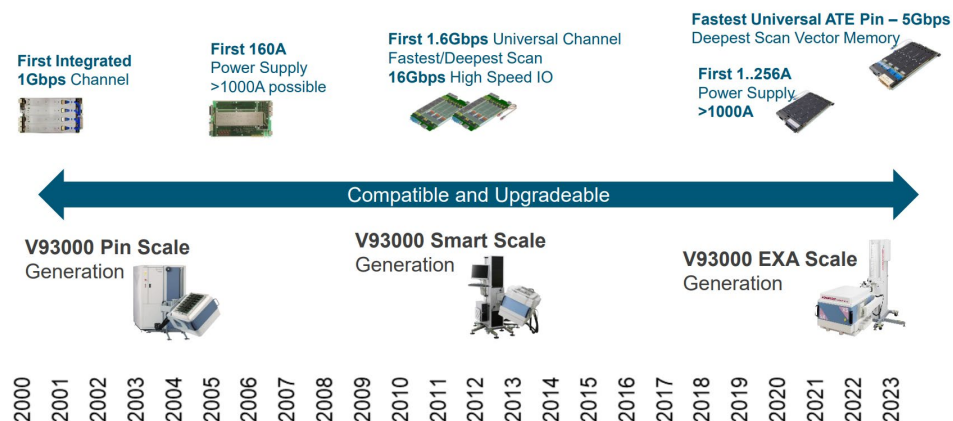 First Integrated
1Gbps Channel
First 160A
Power Supply
>1000A possible
First 1.6Gbps Universal Channel
Fastest/Deepest Scan
16Gbps High Speed IO
Fastest Universal ATE Pin – 5Gbps
Deepest Scan Vector Memory
First 1..256A
Power Supply
>1000A
Compatible and Upgradeable
V93000 Pin Scale
Generation
V93000 Smart Scale
Generation
V93000 EXA Scale
Generation
2000
2001
2002
2003
2004
2005
2006
2007
2008
2009
2010
2011
2012
2013
2014
2015
2016
2017
2018
2019
2020
2021
2022
2023